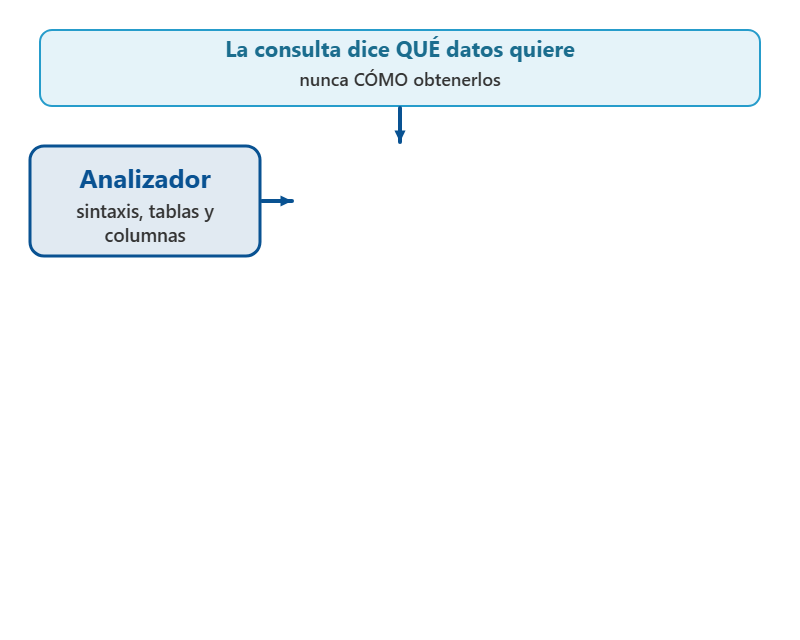 La consulta dice QUÉ datos quiere
nunca CÓMO obtenerlos
Analizador
sintaxis, tablas y
columnas